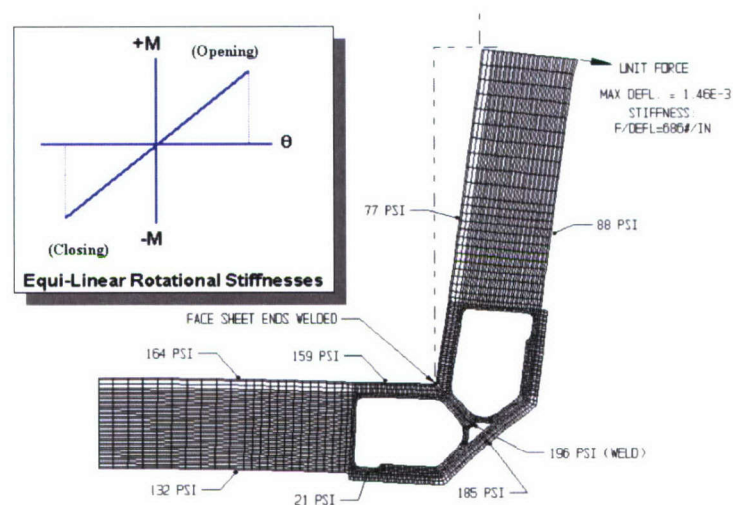 +M
(Opening)
θ
(Closing)
-M
Equi-Linear Rotational Stiffnesses
UNIT FORCE
MAX DEFL. = 1.46E-3
STIFFNESS:
F/DEFL=686#/IN
77 PSI
88 PSI
FACE SHEET ENDS WELDED
164 PSI
159 PSI
196 PSI (WELD)
132 PSI
21 PSI
185 PSI